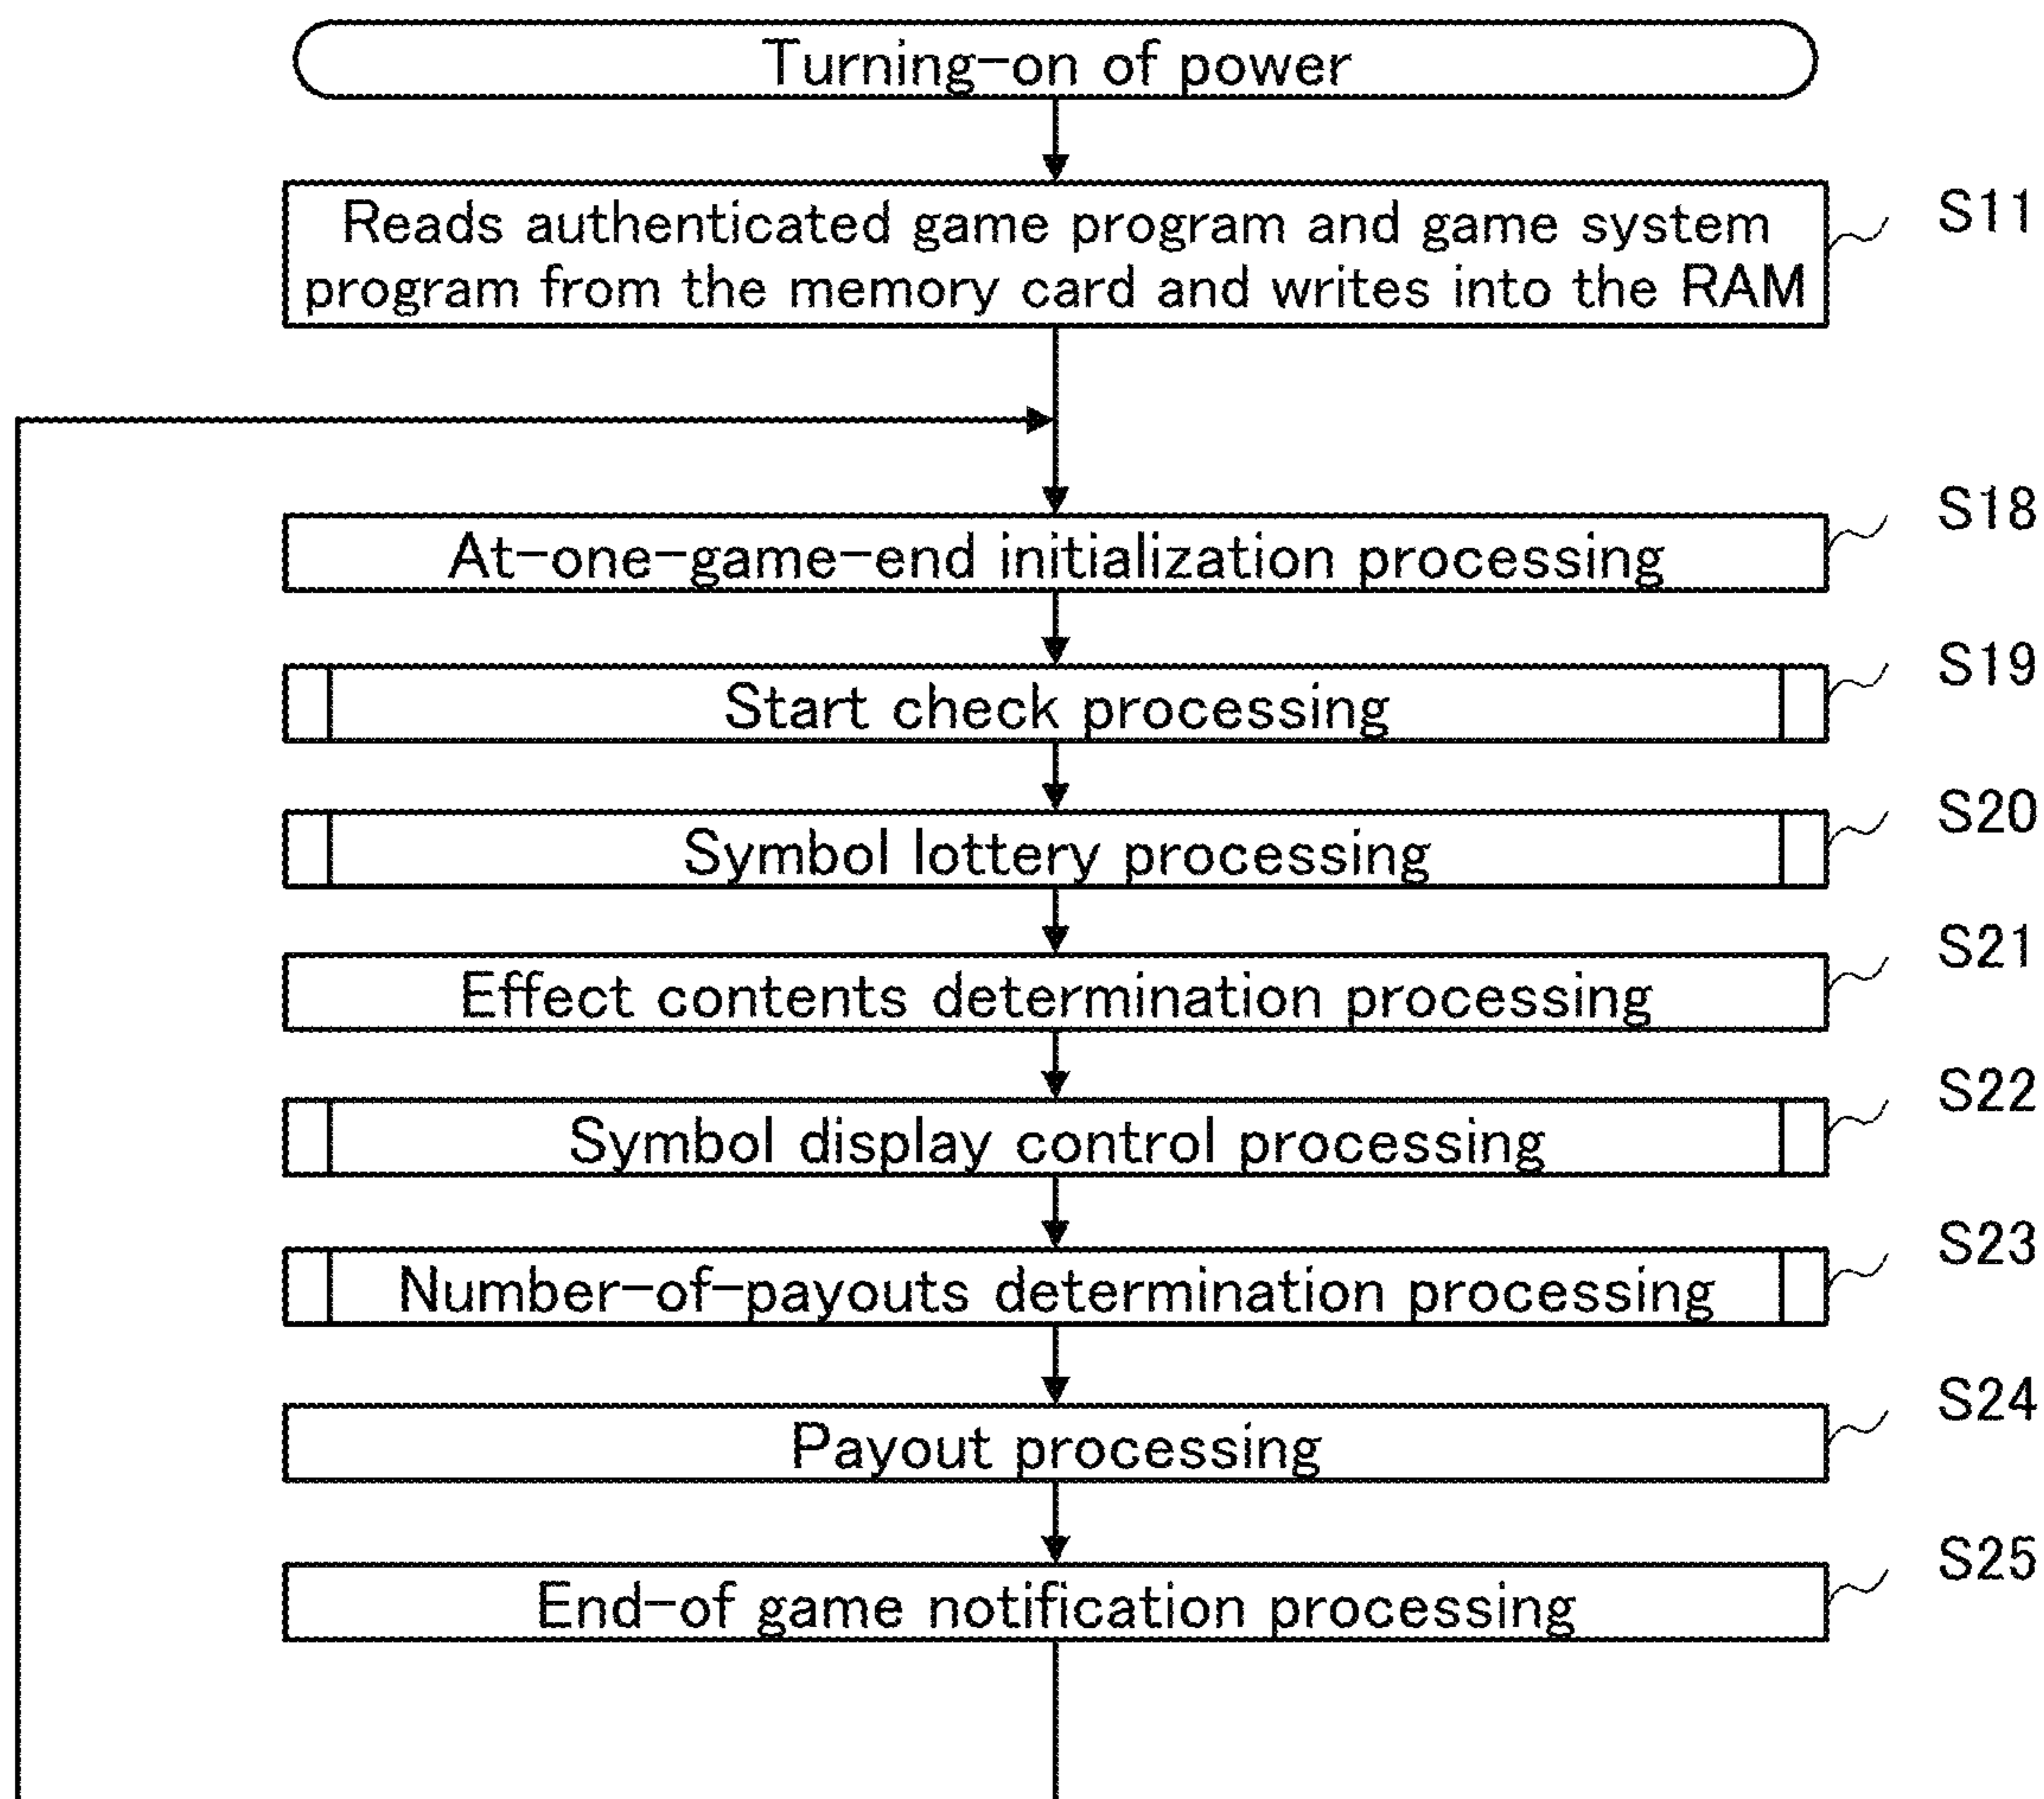 Turning-on of power
Reads authenticated game program and game system
program from the memory card and writes into the RAM
S11
At-one-game-end initialization processing
S18
Start check processing
S19
Symbol lottery processing
S20
Effect contents determination processing
S21
Symbol display control processing
S22
Number-of-payouts determination processing
S23
Payout processing
S24
End-of game notification processing
S25